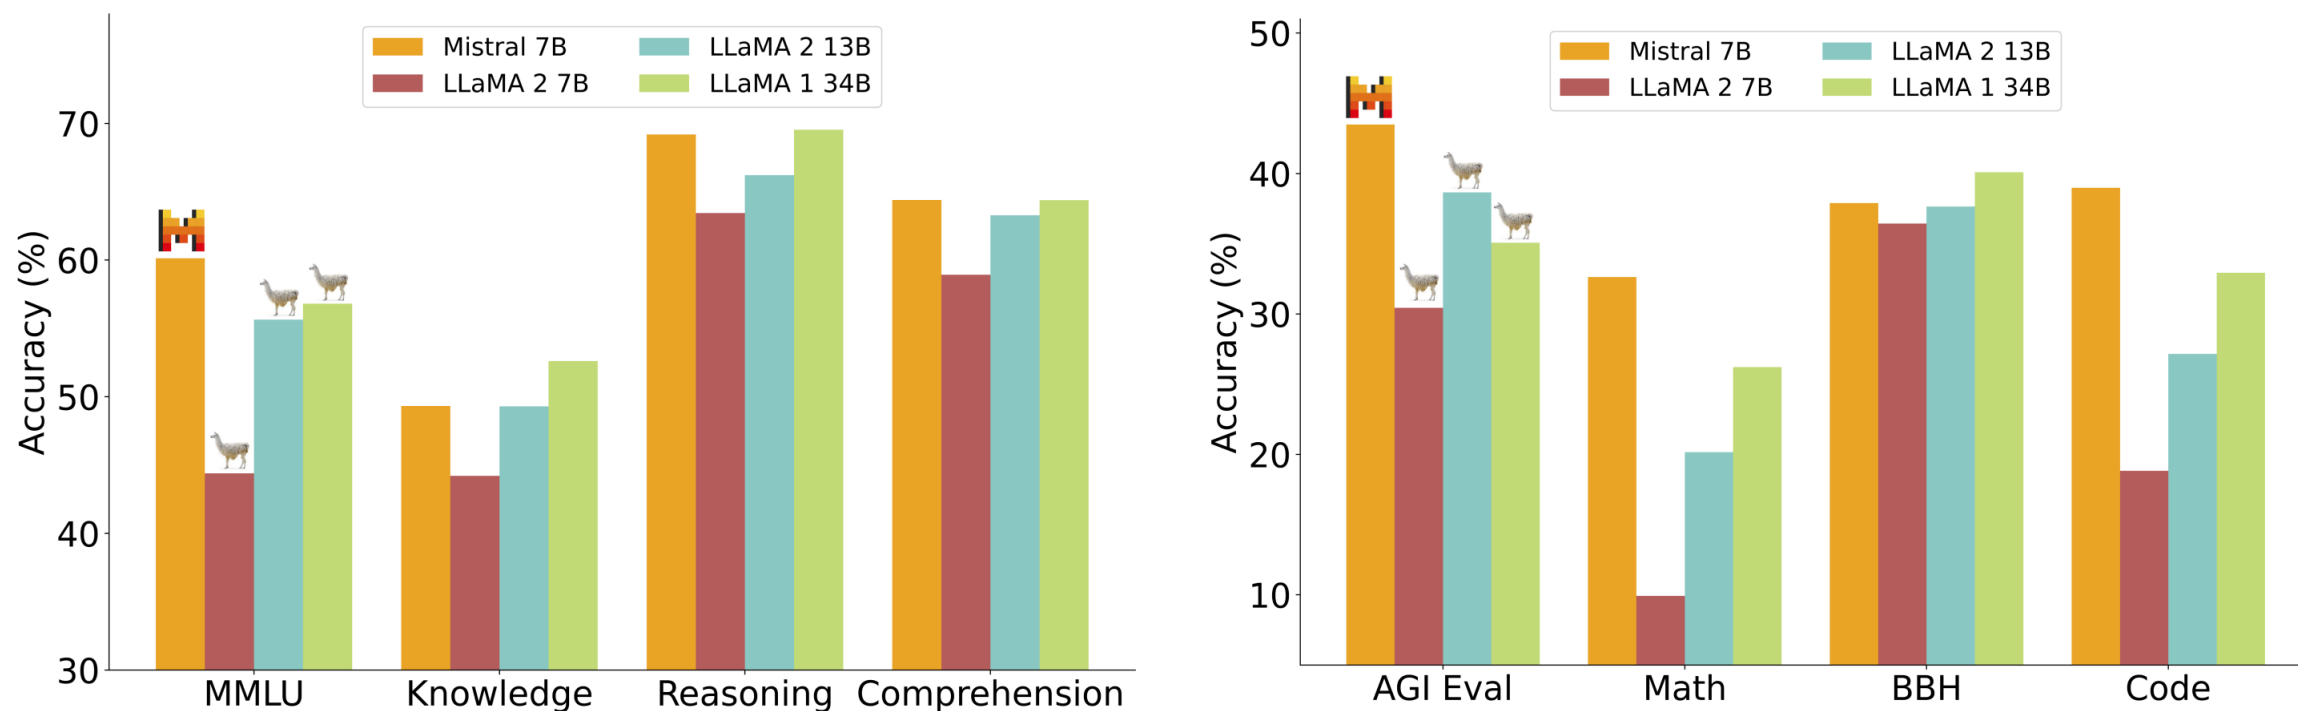 Mistral 7B
LLaMA 2 7B
LLaMA 2 13B
LLaMA 1 34B
Accuracy (%)
70
60
50
40
30
MMLU
Knowledge
Reasoning
Comprehension
Mistral 7B
LLaMA 2 7B
LLaMA 2 13B
LLaMA 1 34B
Accuracy (%)
50
40
30
20
10
AGI Eval
Math
BBH
Code